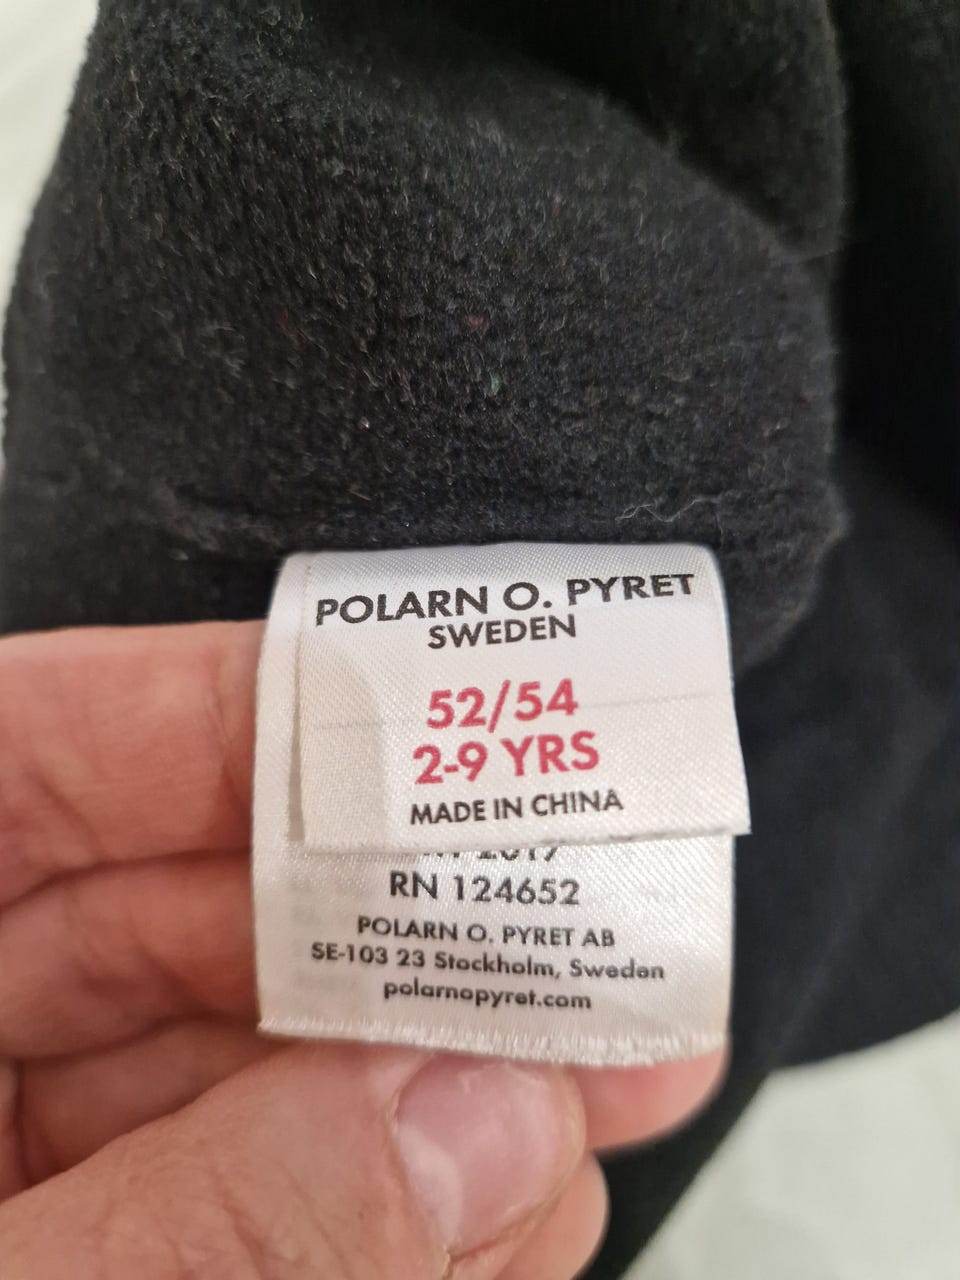 POLARN O. PYRET
SWEDEN
52/54
2-9 YRS
MADE IN CHINA
2017
RN 124652
POLARN O. PYRET AB
SE-103 23 Stockholm, Sweden
polarnopyret.com